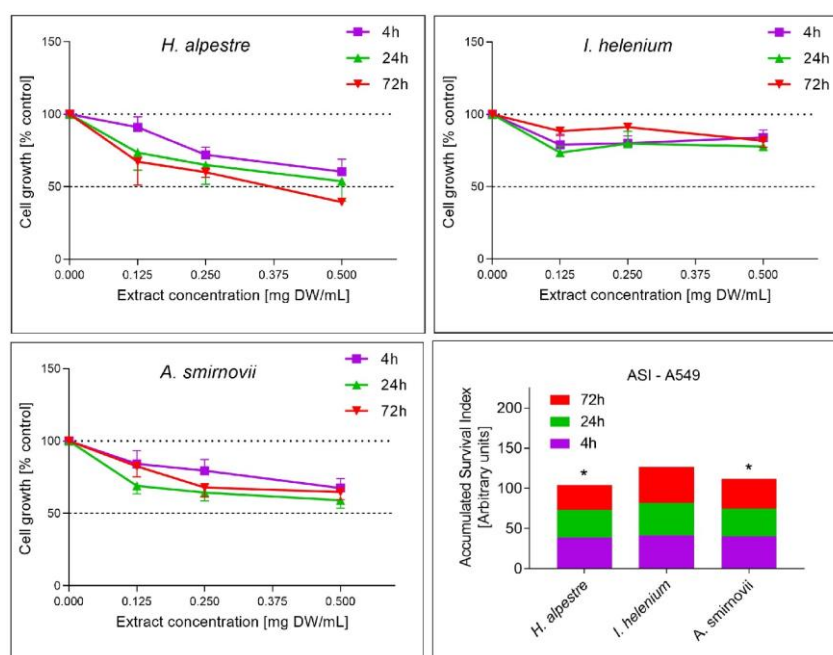 H. alpestre
4h
24h
72h
150
100
50
0
Cell growth [% control]
0.000
0.125
0.250
0.375
0.500
Extract concentration [mg DW/mL]
I. helenium
4h
24h
72h
150
100
50
0
Cell growth [% control]
0.000
0.125
0.250
0.375
0.500
Extract concentration [mg DW/mL]
A. smirnovii
4h
24h
72h
150
100
50
0
Cell growth [% control]
0.000
0.125
0.250
0.375
0.500
Extract concentration [mg DW/mL]
ASI - A549
72h
24h
4h
200
150
100
50
0
Accumulated Survival Index
[Arbitrary units]
*
*
H. alpestre
I. helenium
A. smirnovii